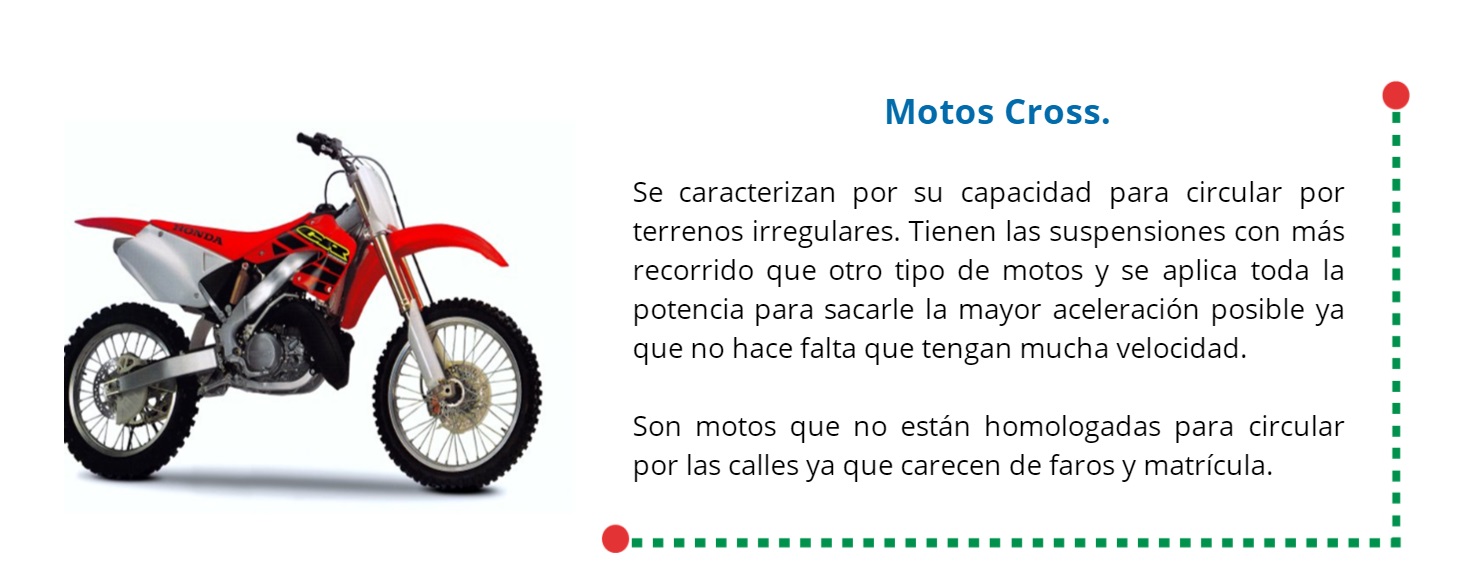 Motos Cross.
Se caracterizan por su capacidad para circular por
terrenos irregulares. Tienen las suspensiones con más
recorrido que otro tipo de motos y se aplica toda la
potencia para sacarle la mayor aceleración posible ya
que no hace falta que tengan mucha velocidad.
Son motos que no están homologadas para circular
por las calles ya que carecen de faros y matrícula.
HONDA
CR